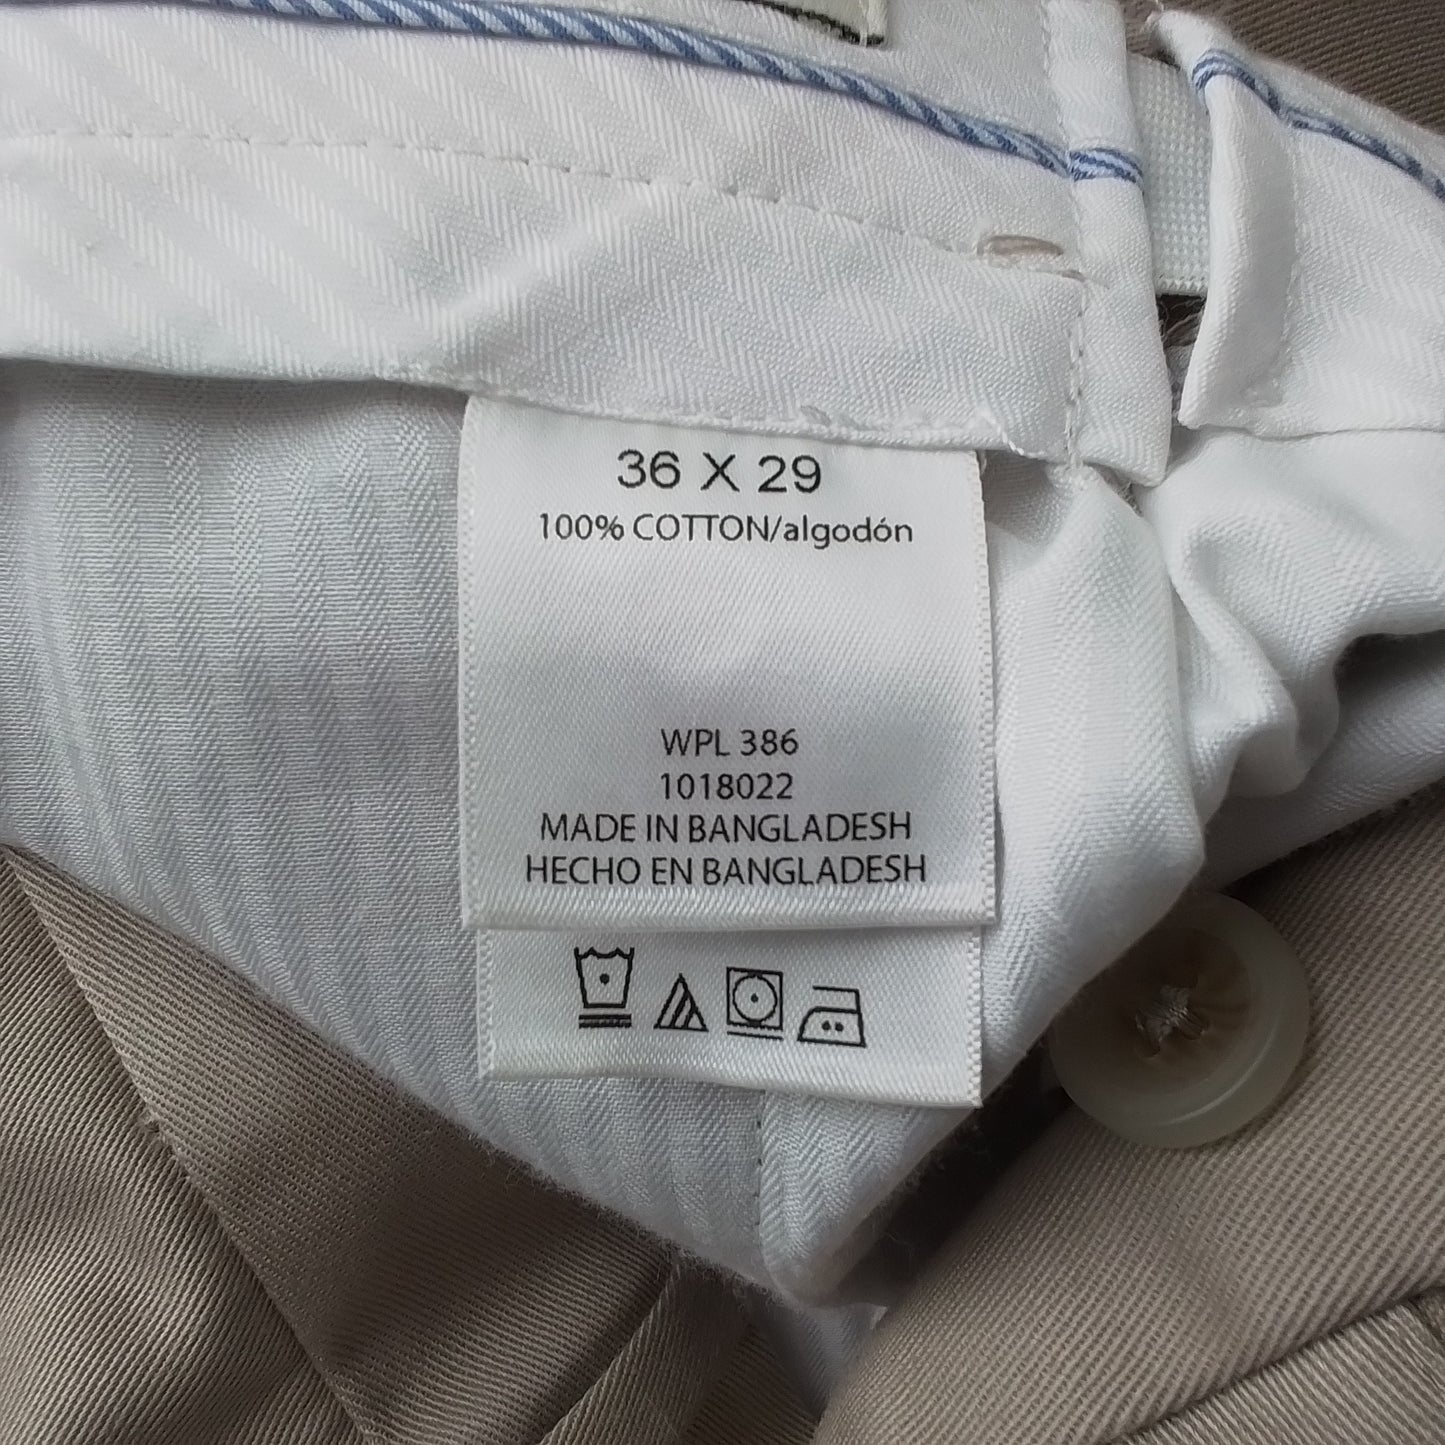 36 X 29
100% COTTON/algodón
WPL 386
1018022
MADE IN BANGLADESH
HECHO EN BANGLADESH